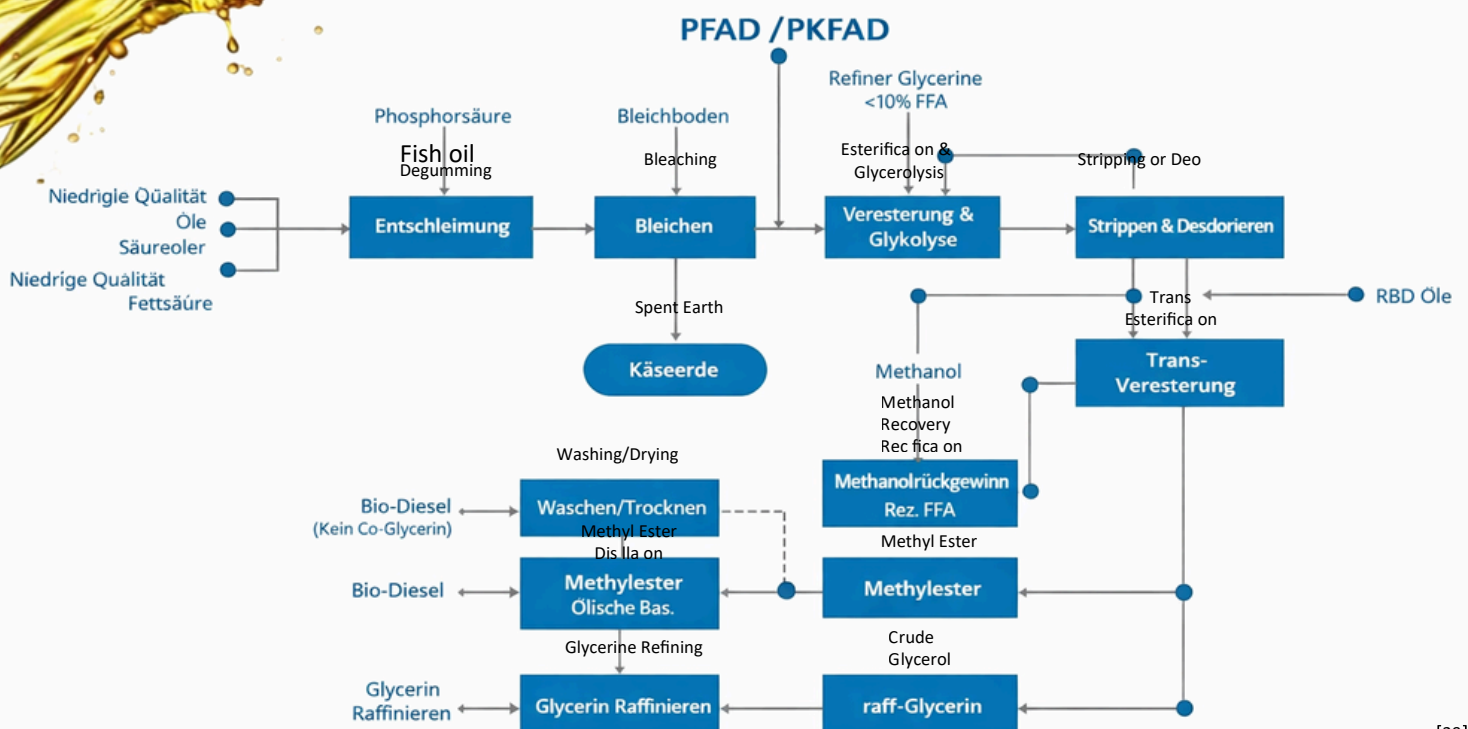 PFAD /PKFAD
Refiner Glycerine
<10% FFA
Phosphorsäure
Bleichboden
Fish oil
Degumming
Bleaching
Esterifica on &
Glycerolysis
Stripping or Deo
Niedrigle Qüalität
Öle
Säureoler
Niedrige Qualität
Fettsäúre
Entschleimung
Bleichen
Veresterung &
Glykolyse
Strippen & Desdorieren
Spent Earth
Trans
Esterifica on
RBD Öle
Käseerde
Methanol
Trans-
Veresterung
Methanol
Recovery
Rec fica on
Washing/Drying
Methanolrückgewinn
Rez. FFA
Bio-Diesel
(Kein Co-Glycerin)
Waschen/Trocknen
Methyl Ester
Dis lla on
Methyl Ester
Bio-Diesel
Methylester
Ölische Bas.
Methylester
Glycerine Refining
Crude
Glycerol
Glycerin
Raffinieren
Glycerin Raffinieren
raff-Glycerin